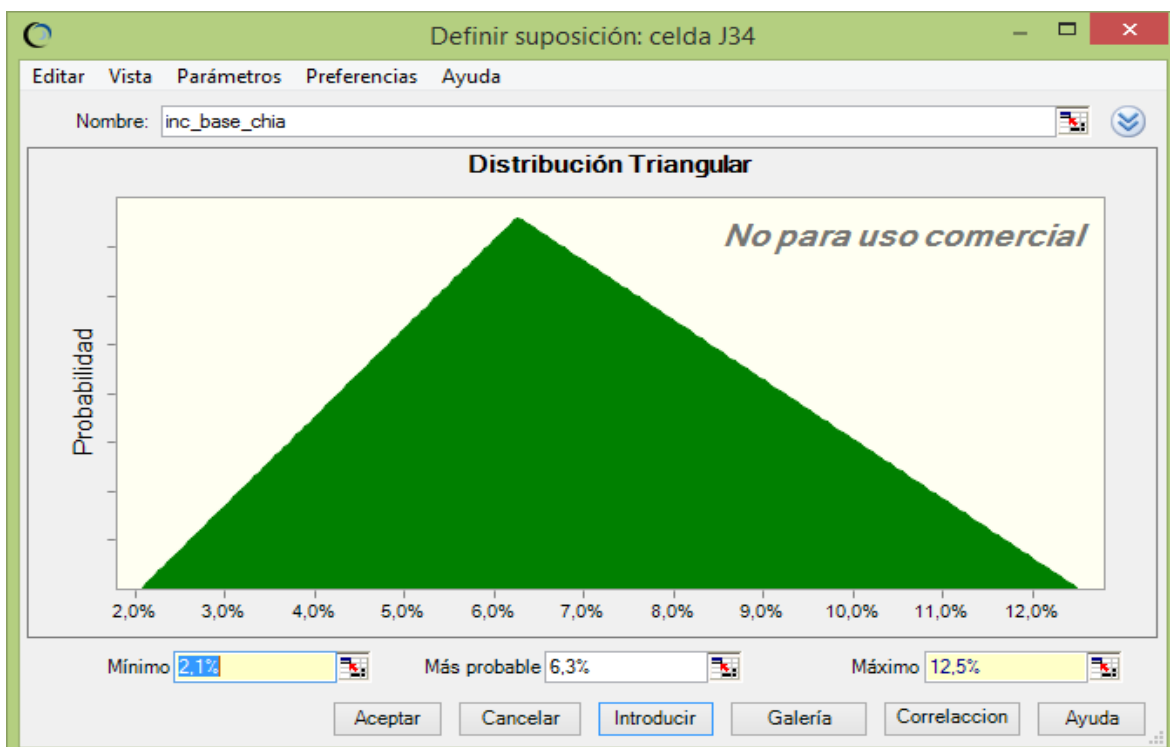 Definir suposición: celda J34
Editar Vista Parámetros Preferencias Ayuda
Nombre: inc_base_chia
Distribución Triangular
No para uso comercial
Probabilidad
2,0% 3,0% 4,0% 5,0% 6,0% 7,0% 8,0% 9,0% 10,0% 11,0% 12,0%
Mínimo 2,1% Más probable 6,3% Máximo 12,5%
Aceptar Cancelar Introducir Galería Correlaccion Ayuda